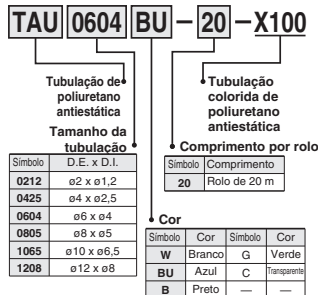 TAU 0604 BU - 20 - X100
Tubulação de
poliuretano
antiestática
Tubulação
colorida de
poliuretano
antiestática
Tamanho da
tubulação
Símbolo D.E. x D.I.
0212 ø2 x ø1,2
0425 ø4 x ø2,5
0604 ø6 x ø4
0805 ø8 x ø5
1065 ø10 x ø6,5
1208 ø12 x ø8
Comprimento por rolo
Símbolo Comprimento
20 Rolo de 20 m
Cor
Símbolo Cor Símbolo Cor
W Branco G Verde
BU Azul C Transparente
B Preto — —